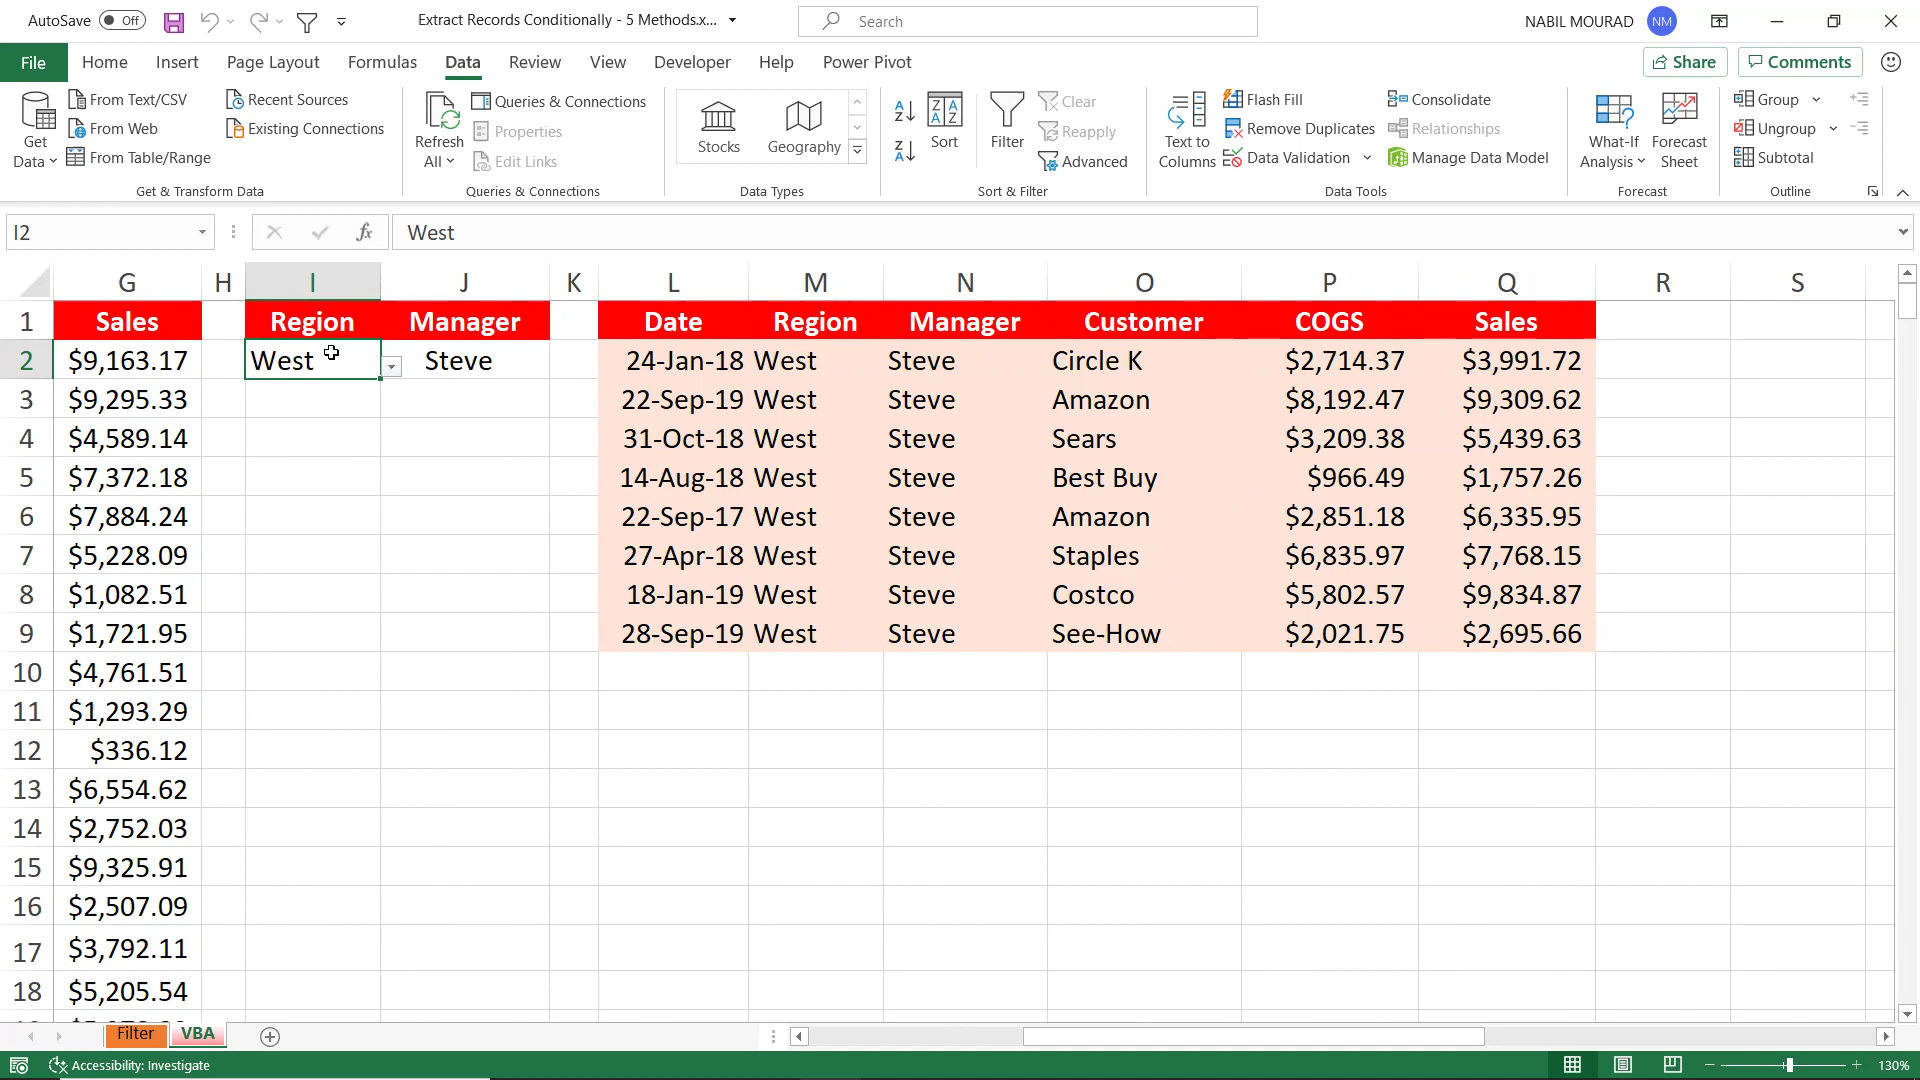 AutoSave Off Extract Records Conditionally - 5 Methods.x... Search NABIL MOURAD NM
File Home Insert Page Layout Formulas Data Review View Developer Help Power Pivot Share Comments
Get Data From Text/CSV From Web From Table/Range Recent Sources Existing Connections
Get & Transform Data
Refresh All Queries & Connections Properties Edit Links
Queries & Connections
Stocks Geography
Data Types
Sort Filter Clear Reapply Advanced
Sort & Filter
Text to Columns Flash Fill Remove Duplicates Data Validation Consolidate Relationships Manage Data Model
Data Tools
What-If Analysis Forecast Sheet
Forecast
Group Ungroup Subtotal
Outline
I2 fx West
G H I J K L M N O P Q R S
1 Sales Region Manager Date Region Manager Customer COGS Sales
2 $9,163.17 West Steve 24-Jan-18 West Steve Circle K $2,714.37 $3,991.72
3 $9,295.33 22-Sep-19 West Steve Amazon $8,192.47 $9,309.62
4 $4,589.14 31-Oct-18 West Steve Sears $3,209.38 $5,439.63
5 $7,372.18 14-Aug-18 West Steve Best Buy $966.49 $1,757.26
6 $7,884.24 22-Sep-17 West Steve Amazon $2,851.18 $6,335.95
7 $5,228.09 27-Apr-18 West Steve Staples $6,835.97 $7,768.15
8 $1,082.51 18-Jan-19 West Steve Costco $5,802.57 $9,834.87
9 $1,721.95 28-Sep-19 West Steve See-How $2,021.75 $2,695.66
10 $4,761.51
11 $1,293.29
12 $336.12
13 $6,554.62
14 $2,752.03
15 $9,325.91
16 $2,507.09
17 $3,792.11
18 $5,205.54
Filter VBA
Accessibility: Investigate 130%